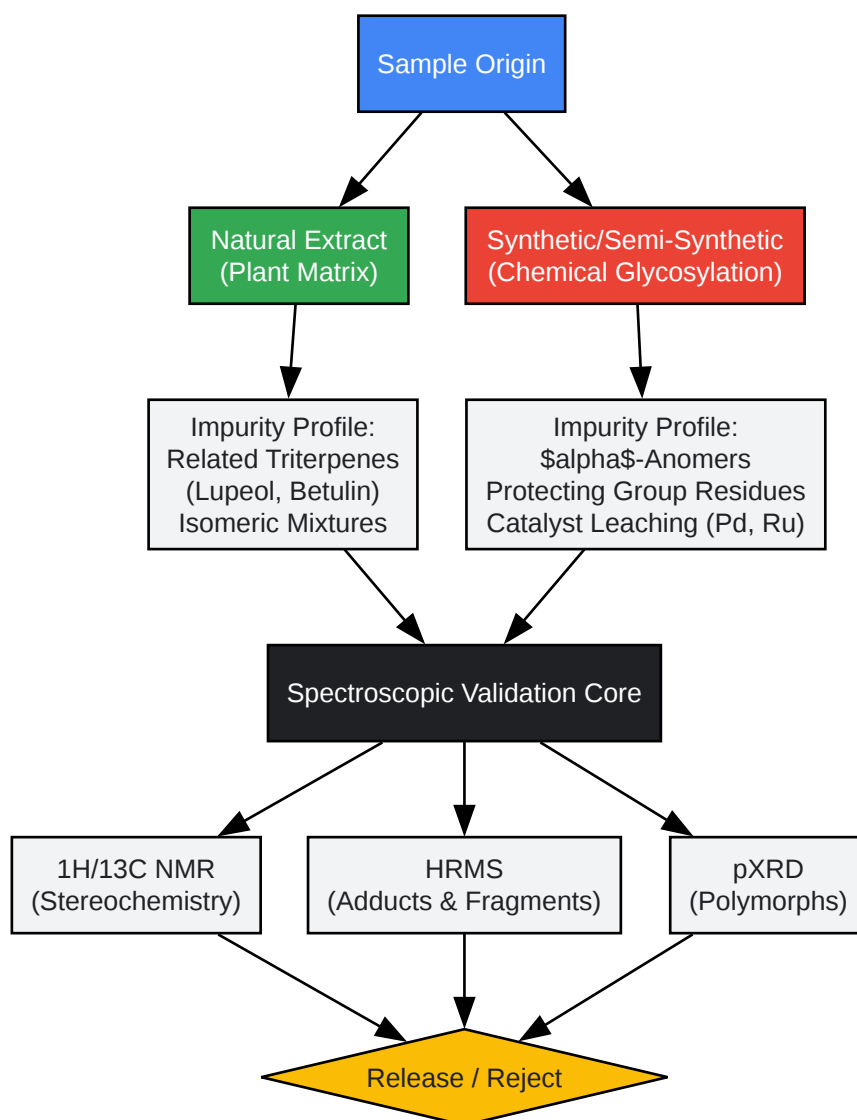 Sample Origin
Natural Extract
(Plant Matrix)
Synthetic/Semi-Synthetic
(Chemical Glycosylation)
Impurity Profile:
Related Triterpenes
(Lupeol, Betulin)
Isomeric Mixtures
Impurity Profile:
$alpha$-Anomers
Protecting Group Residues
Catalyst Leaching (Pd, Ru)
Spectroscopic Validation Core
1H/13C NMR
(Stereochemistry)
HRMS
(Adducts & Fragments)
pXRD
(Polymorphs)
Release / Reject